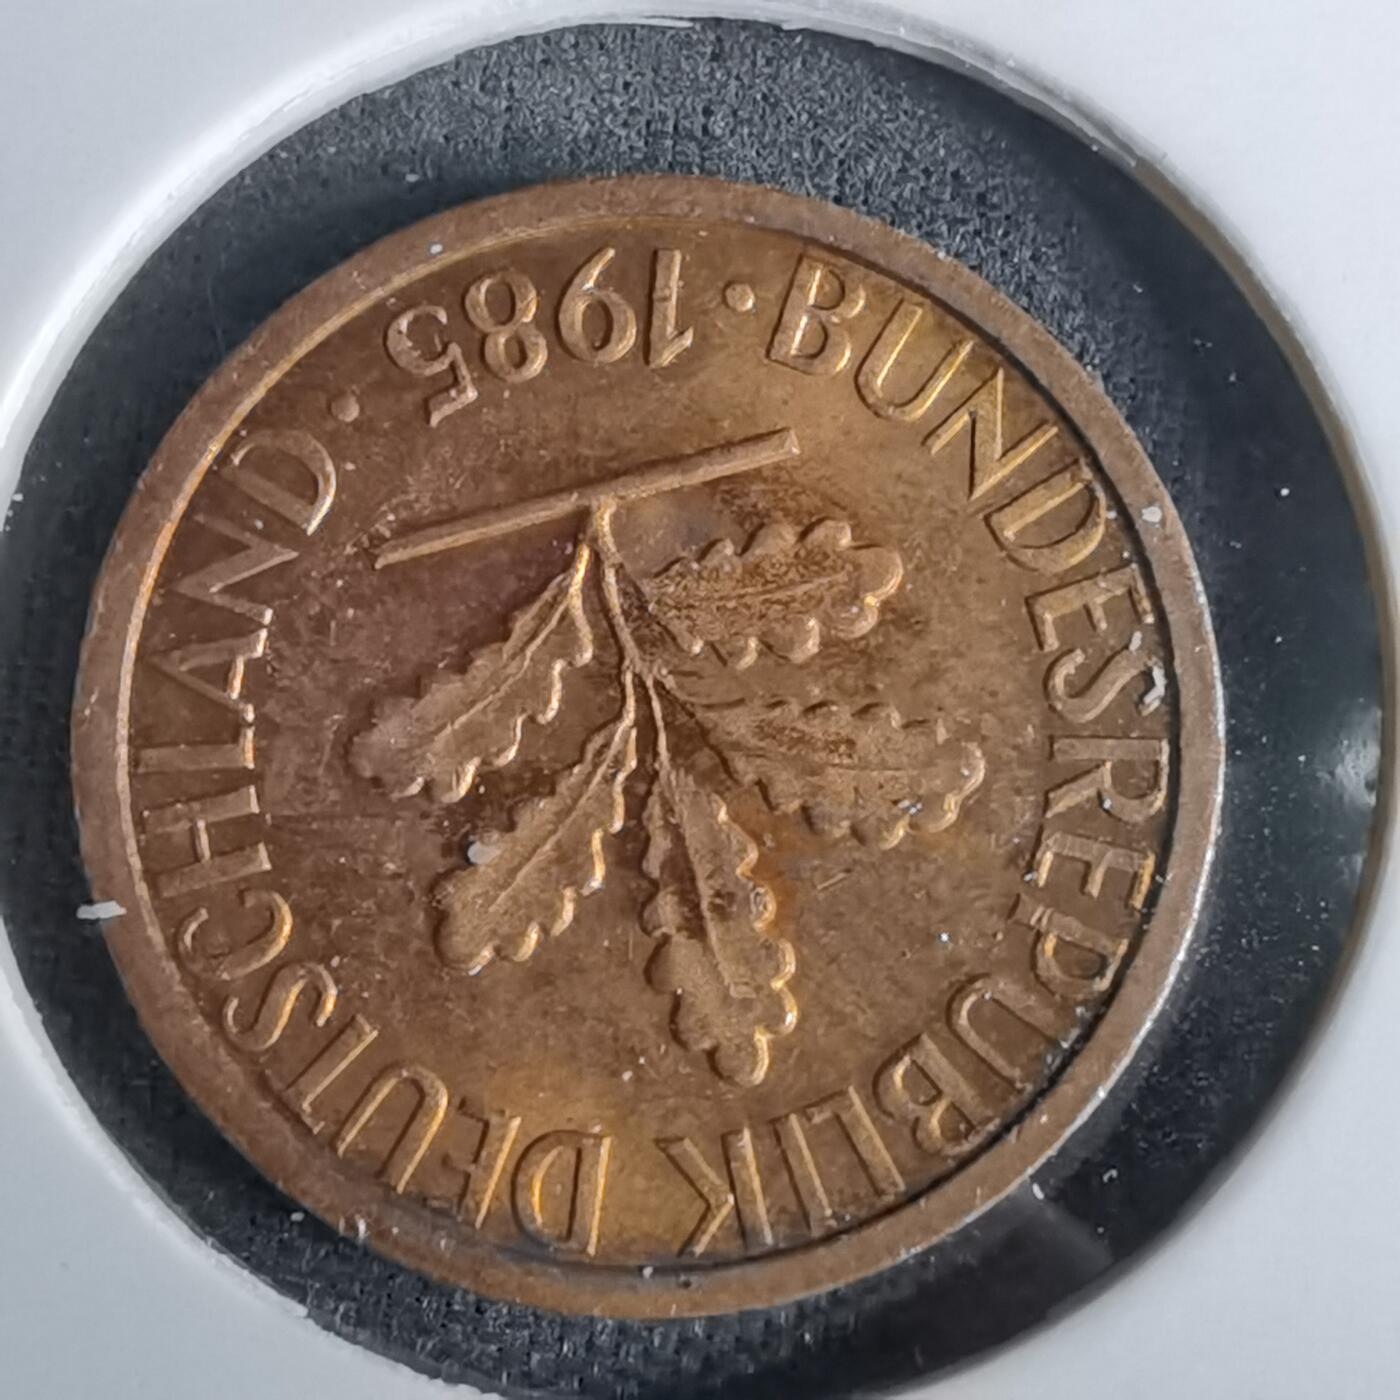 BUNDESREPUBLIK DEUTSCHLAND
· 1985 ·